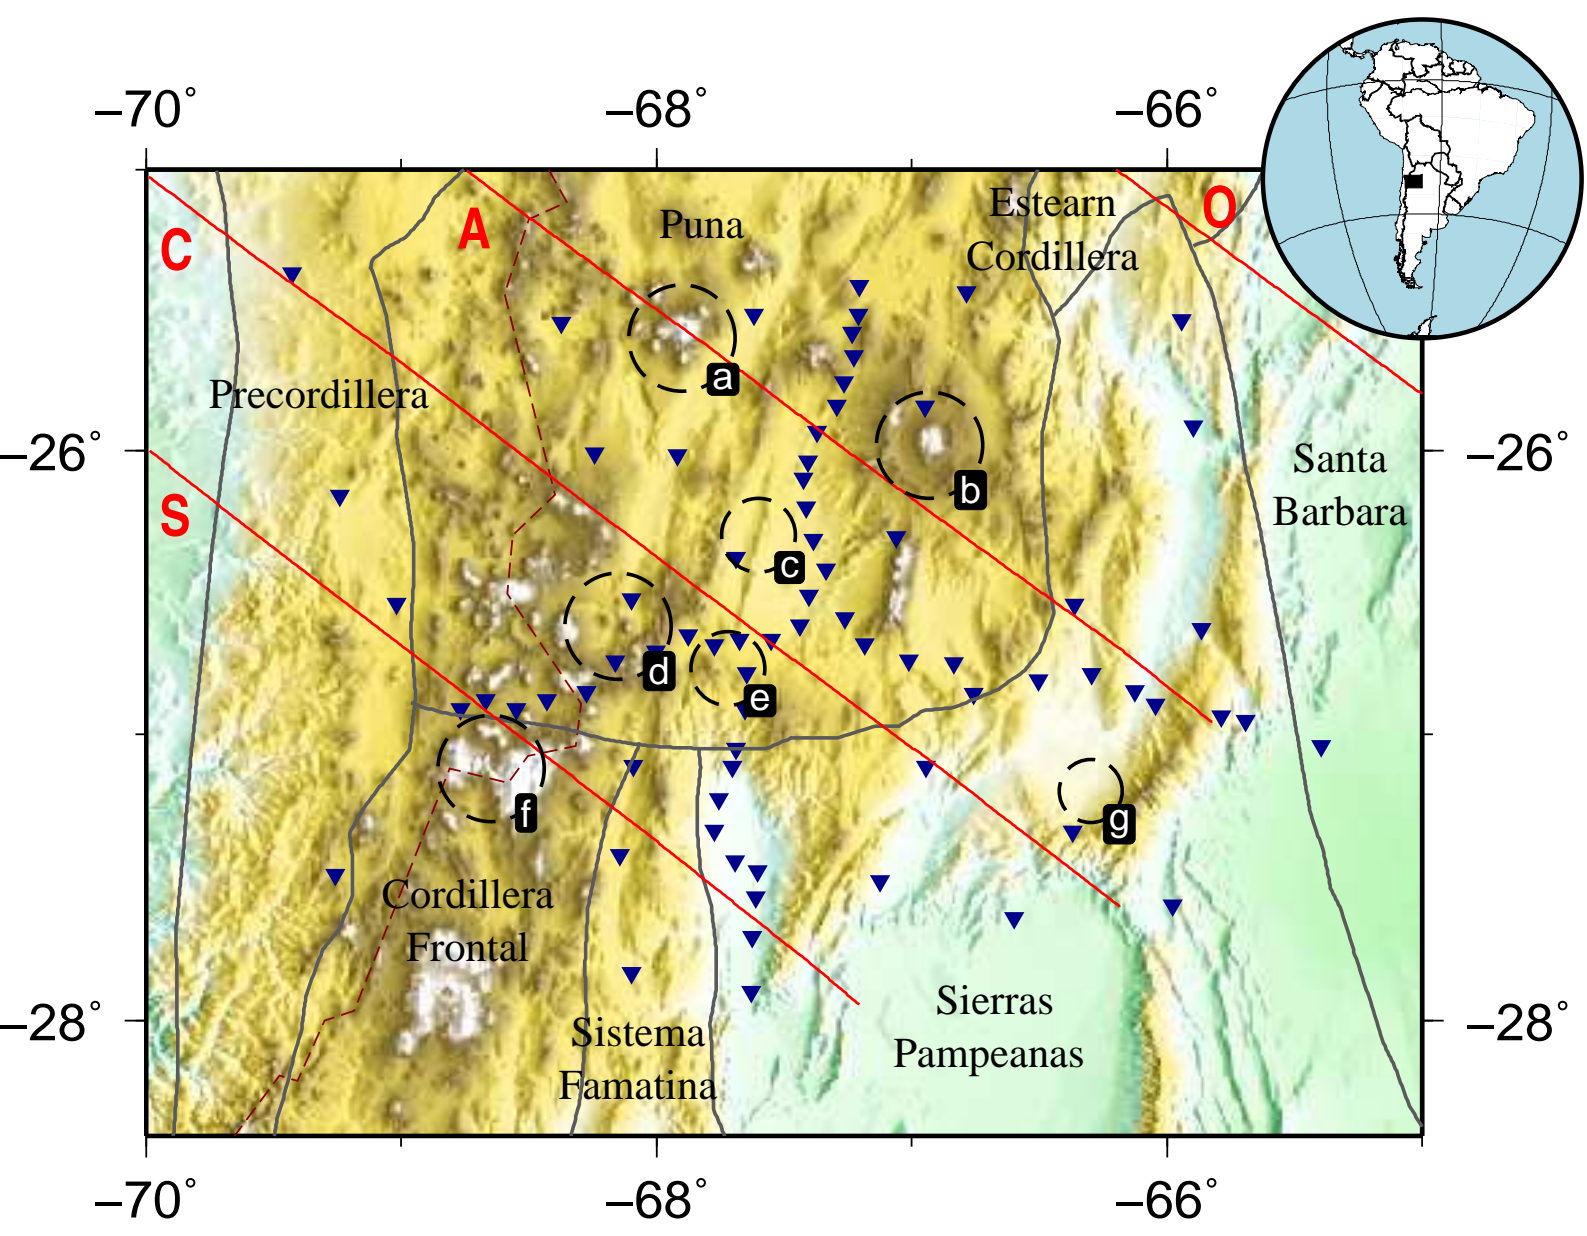 −70° −68° −66°
C A O
Puna
Estearn
Cordillera
a
Precordillera
−26° −26°
Santa
Barbara
b
S
c
d
e
f
g
Cordillera
Frontal
−28° −28°
Sierras
Pampeanas
Sistema
Famatina
−70° −68° −66°